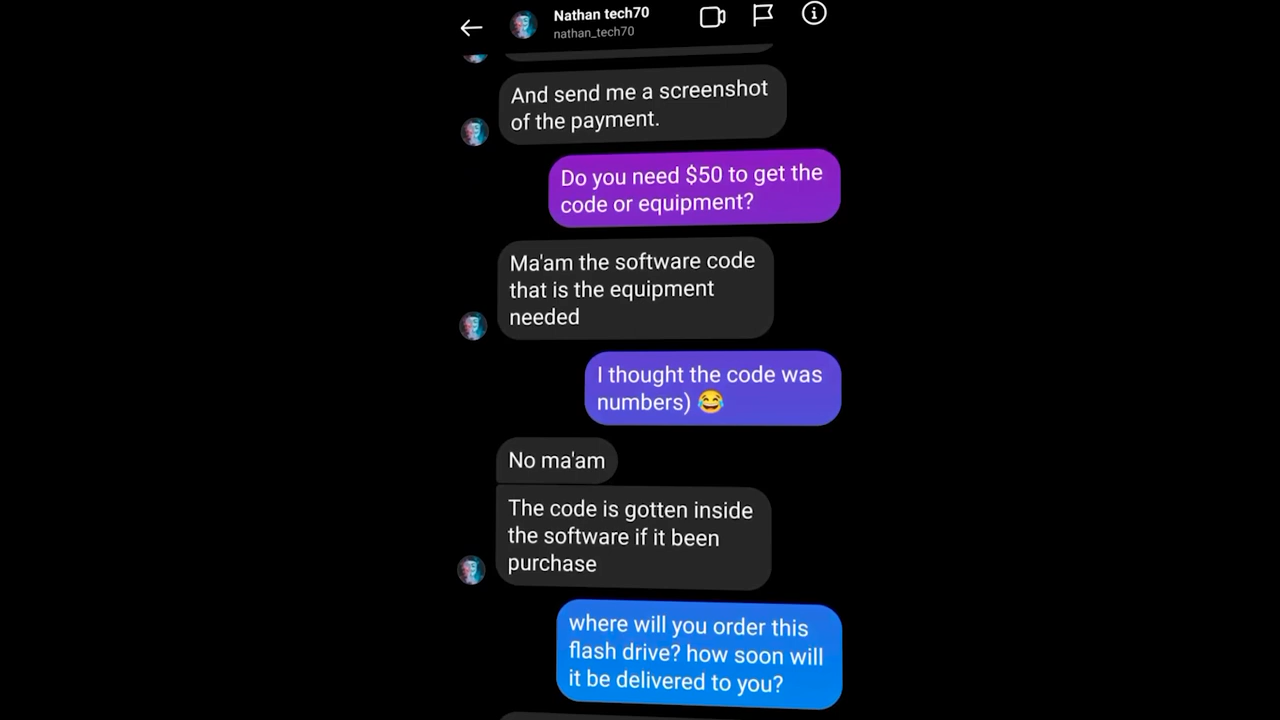 Nathan tech70
nathan_tech70
And send me a screenshot
of the payment.
Do you need $50 to get the
code or equipment?
Ma'am the software code
that is the equipment
needed
I thought the code was
numbers) 😂
No ma'am
The code is gotten inside
the software if it been
purchase
where will you order this
flash drive? how soon will
it be delivered to you?